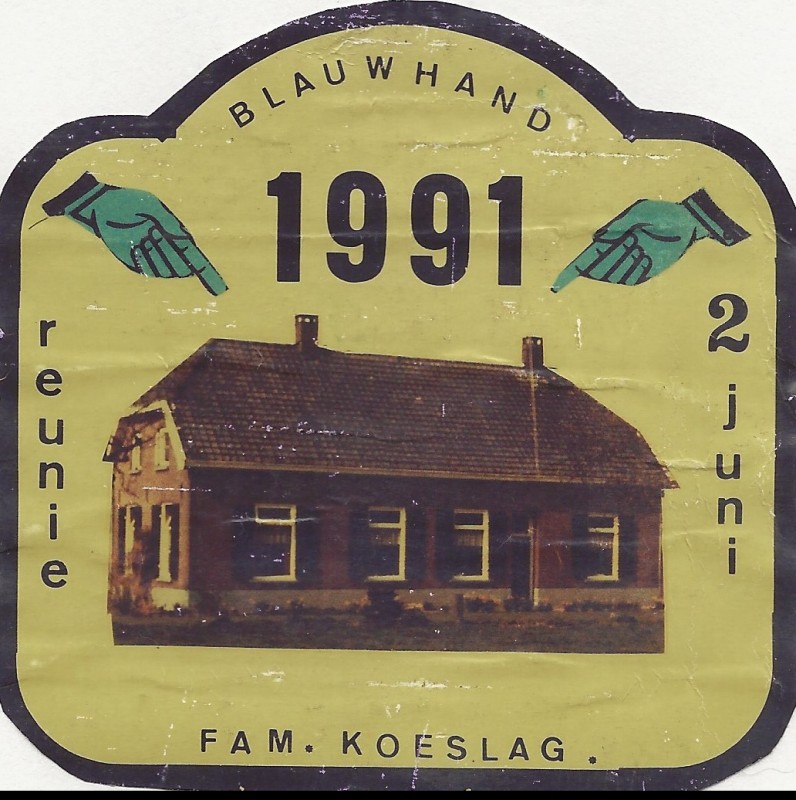 BLAUWHAND
1991
reunie
2 juni
FAM. KOESLAG.